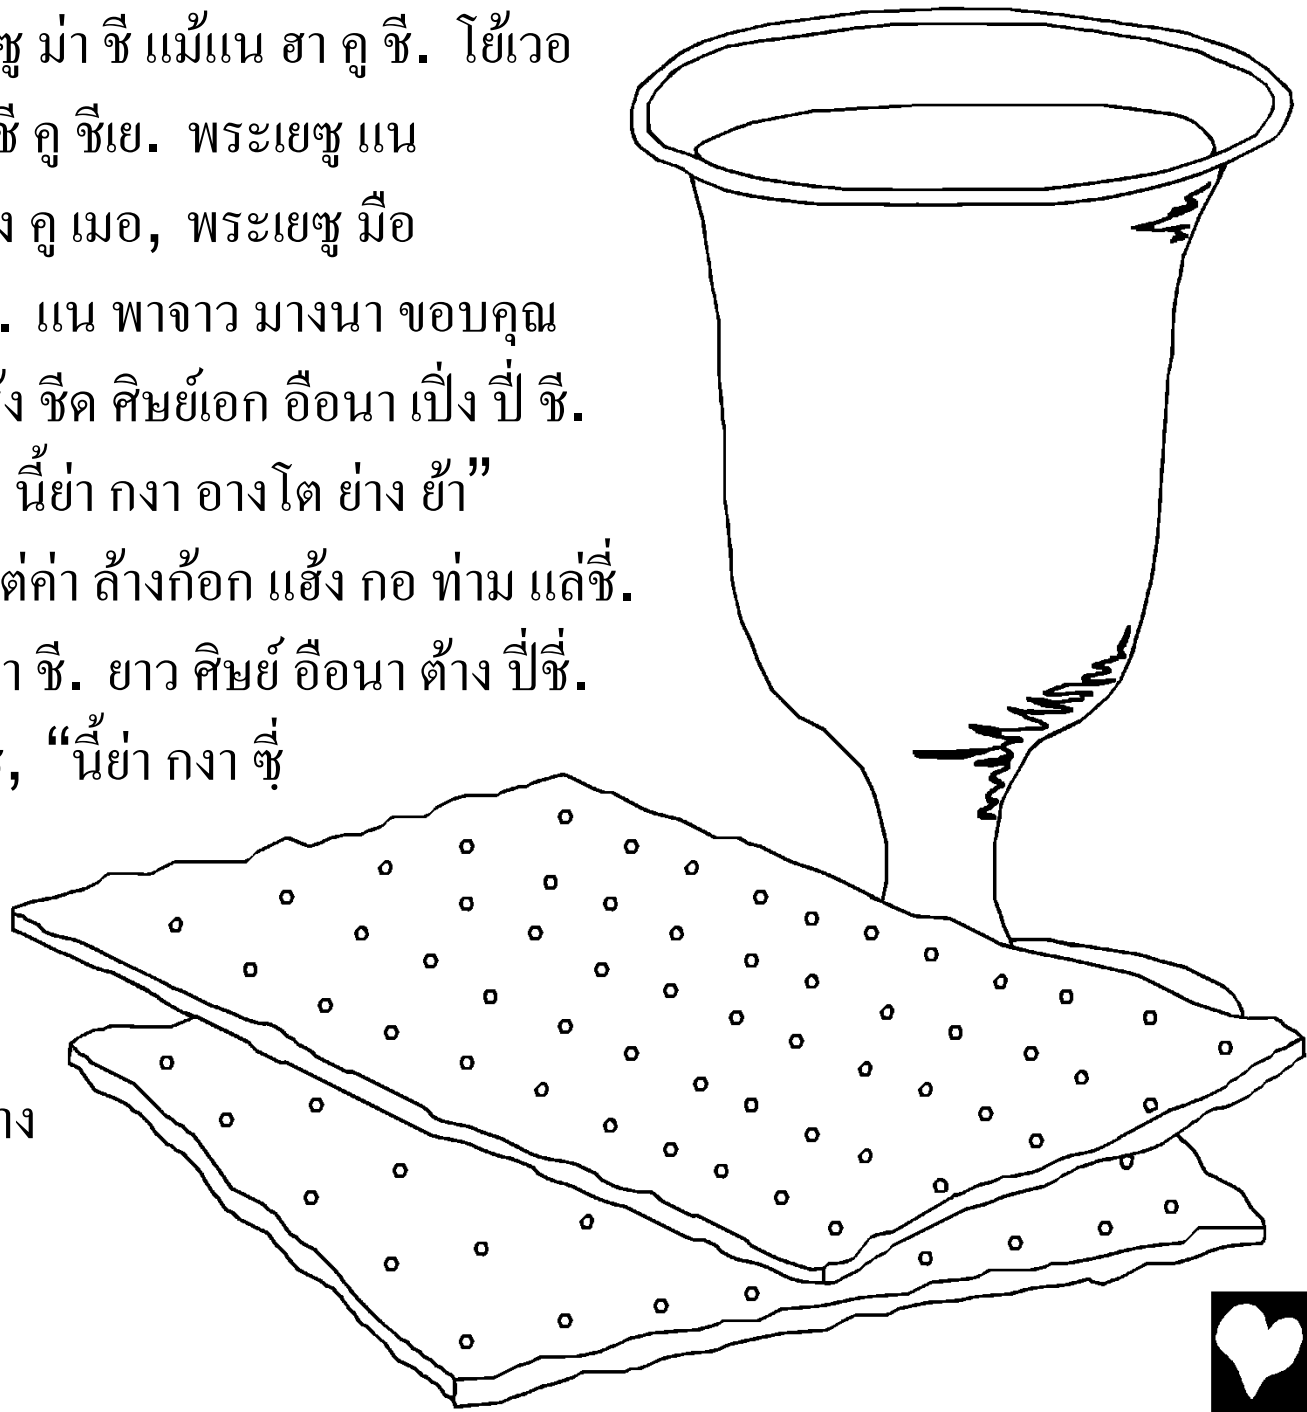 ซู ม่า ชี แม้แน ฮา คู ชี. โย้เวอ
ชี คู ชีเย. พระเยซู แน
ง คู เมอ, พระเยซู มือ
. แน พาจาว มางนา ขอบคุณ
ง ชีด ศิษย์เอก อือนา เปิ่ง ปี่ ชี.
นี้ย่า กงา อางโต ย่าง ย้า”
ต่ค่า ล้างก้อก แฮ้ง กอ ท่าม แล่ชี่.
า ชี. ยาว ศิษย์ อือนา ต้าง ปี่ชี่.
, “นี้ย่า กงา ซี่
าง